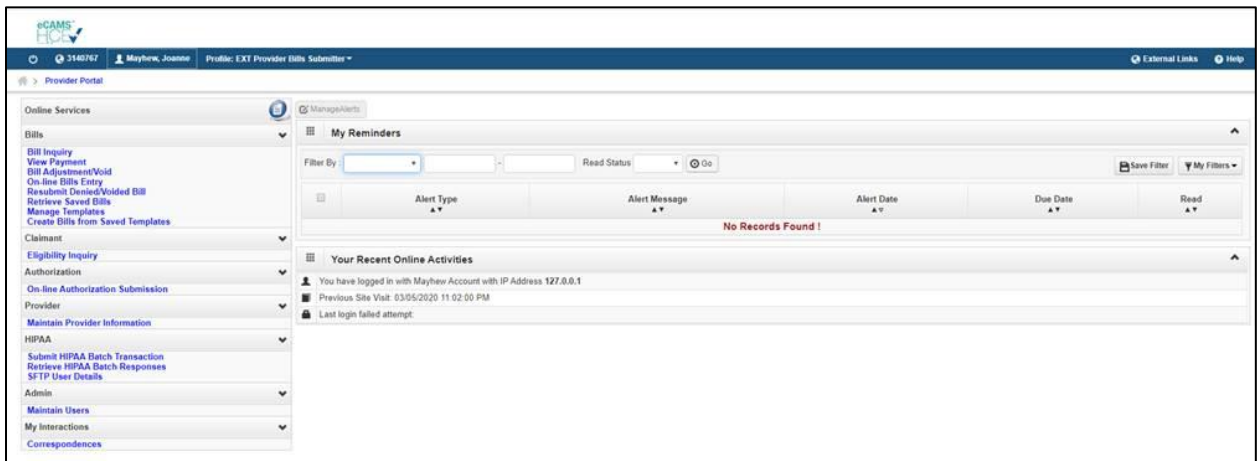 eCAMS
HCE
3140767 Mayhew, Joanne Profile: EXT Provider Bills Submitter External Links Help
> Provider Portal
Online Services
Bills
Bill Inquiry
View Payment
Bill Adjustment/Void
On-line Bills Entry
Resubmit Denied/Voided Bill
Retrieve Saved Bills
Manage Templates
Create Bills from Saved Templates
Claimant
Eligibility Inquiry
Authorization
On-line Authorization Submission
Provider
Maintain Provider Information
HIPAA
Submit HIPAA Batch Transaction
Retrieve HIPAA Batch Responses
SFTP User Details
Admin
Maintain Users
My Interactions
Correspondences
ManageAlerts
My Reminders
Filter By : - Read Status Go Save Filter My Filters
Alert Type Alert Message Alert Date Due Date Read
No Records Found !
Your Recent Online Activities
You have logged in with Mayhew Account with IP Address 127.0.0.1
Previous Site Visit: 03/05/2020 11:02:00 PM
Last login failed attempt: